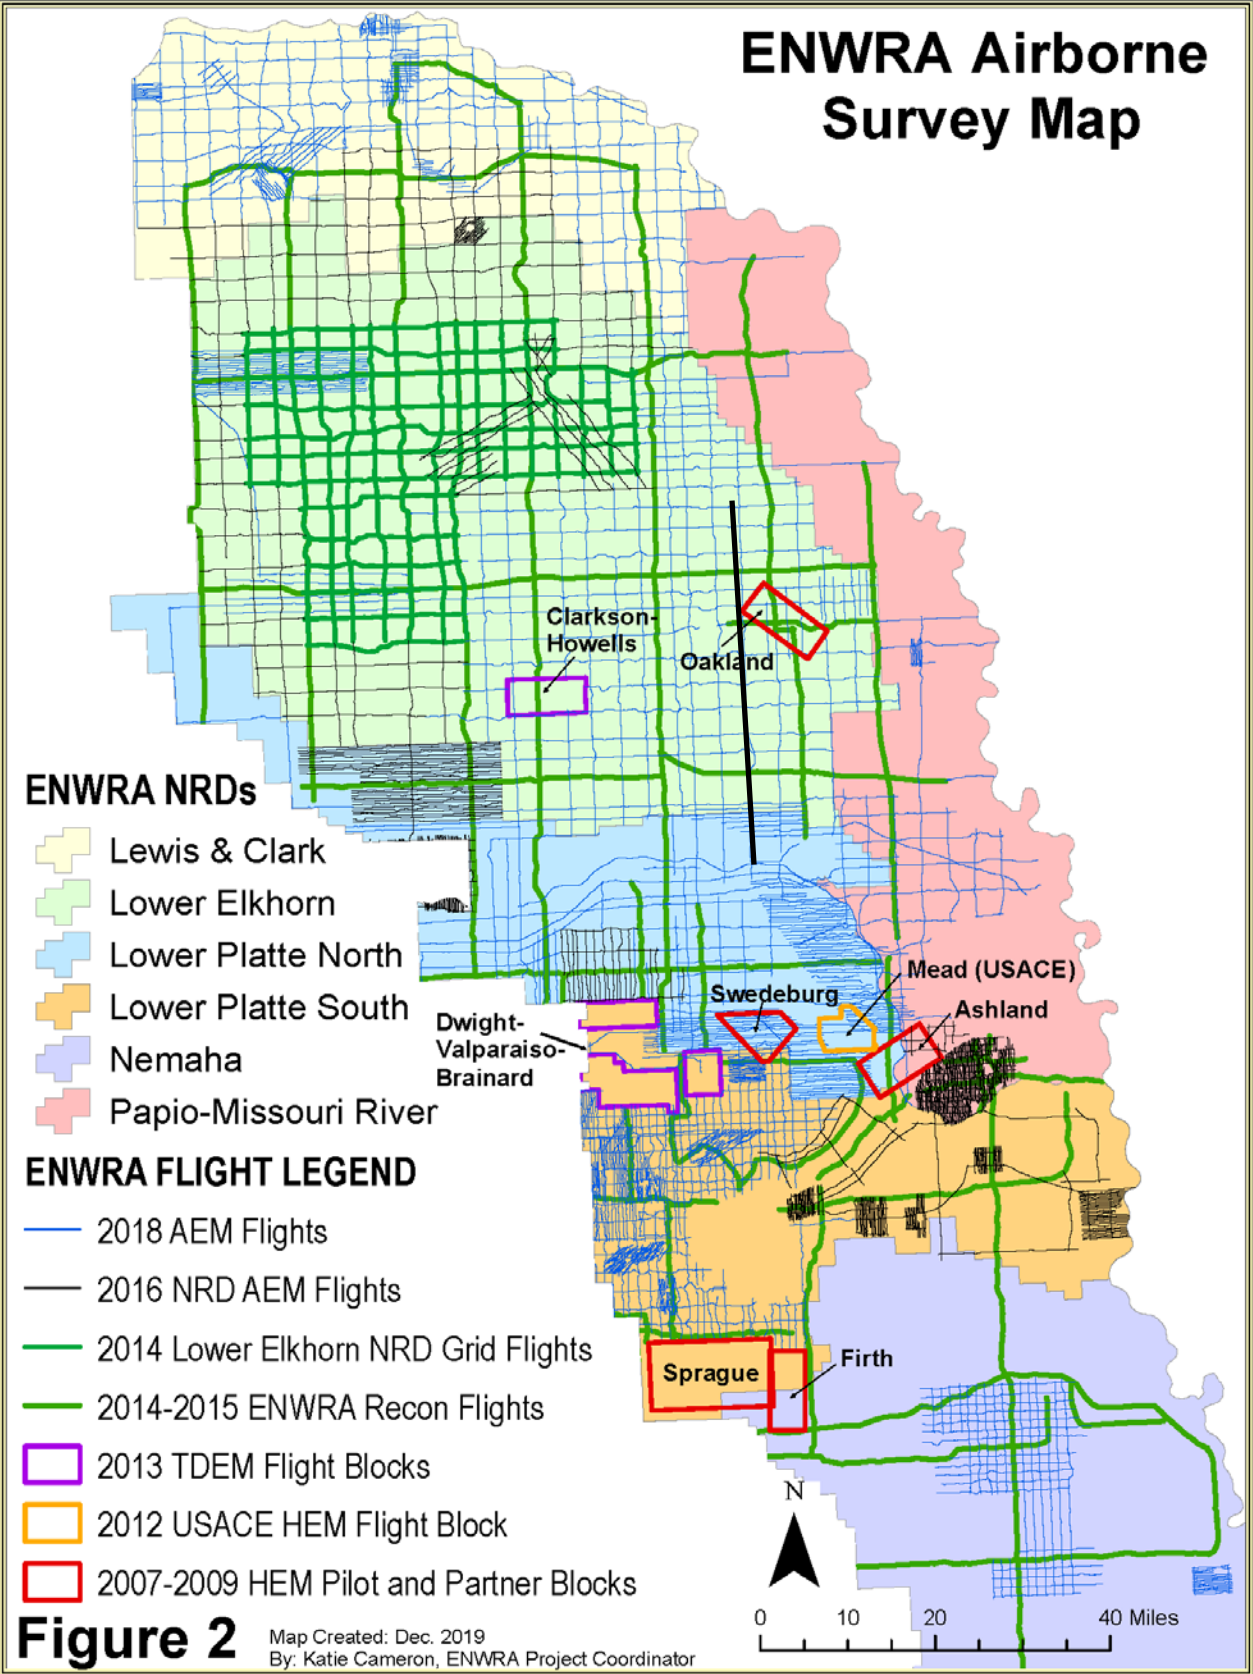 ENWRA Airborne
Survey Map
Clarkson-
Howells
Oakland
ENWRA NRDs
Lewis & Clark
Lower Elkhorn
Lower Platte North
Lower Platte South
Nemaha
Papio-Missouri River
Mead (USACE)
Swedeburg
Ashland
Dwight-
Valparaiso-
Brainard
ENWRA FLIGHT LEGEND
2018 AEM Flights
2016 NRD AEM Flights
2014 Lower Elkhorn NRD Grid Flights
2014-2015 ENWRA Recon Flights
2013 TDEM Flight Blocks
2012 USACE HEM Flight Block
2007-2009 HEM Pilot and Partner Blocks
Sprague
Firth
N
0 10 20 40 Miles
Figure 2
Map Created: Dec. 2019
By: Katie Cameron, ENWRA Project Coordinator